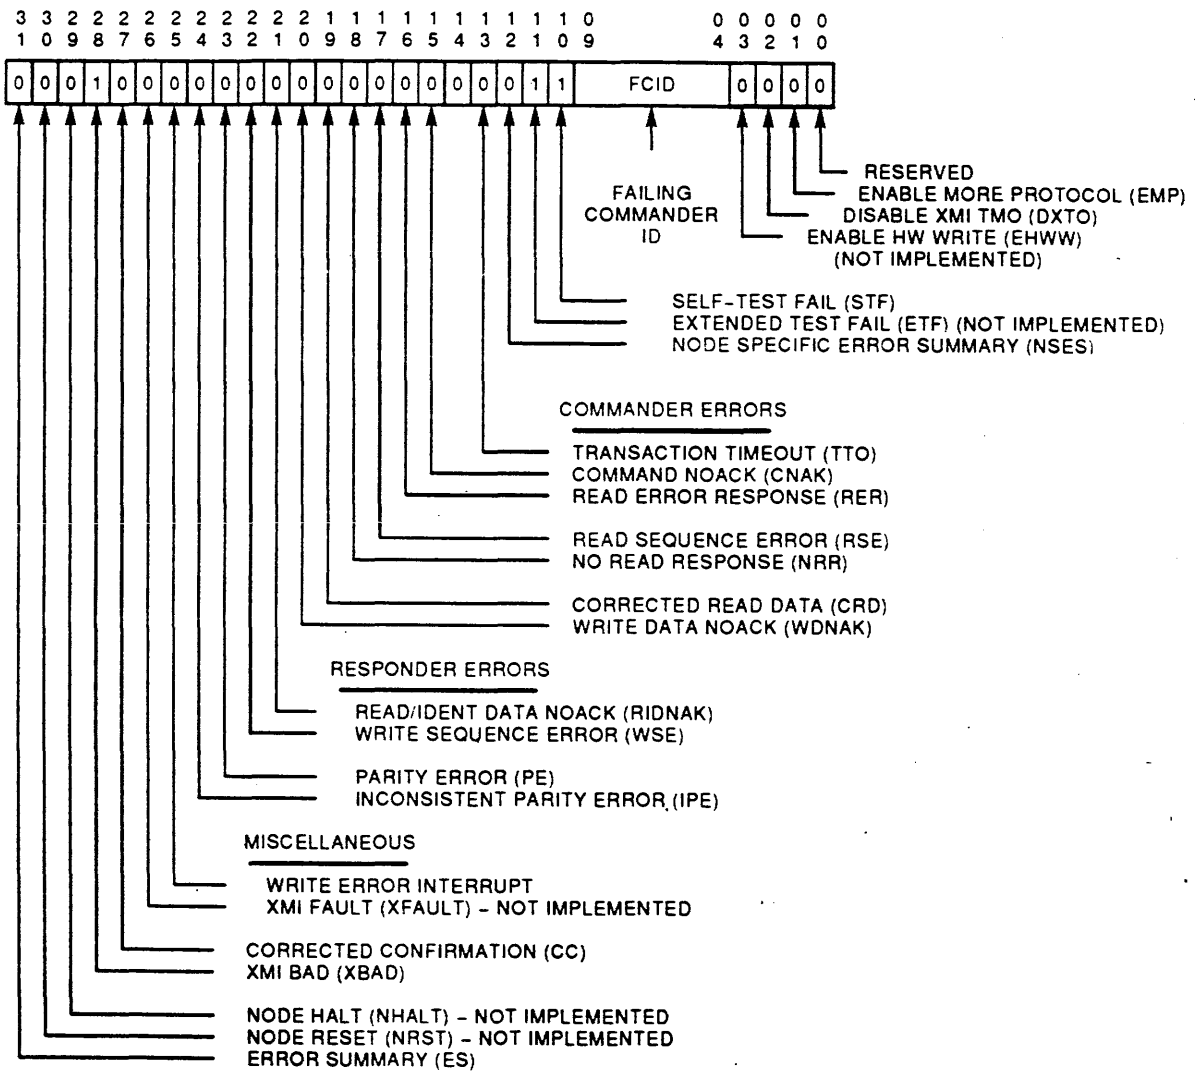 3 3 2 2 2 2 2 2 2 2 2 2 1 1 1 1 1 1 1 1 1 1 0 0 0 0 0 0
1 0 9 8 7 6 5 4 3 2 1 0 9 8 7 6 5 4 3 2 1 0 9 4 3 2 1 0
0 0 0 1 0 0 0 0 0 0 0 0 0 0 0 0 0 0 0 0 1 1 FCID 0 0 0 0
RESERVED
ENABLE MORE PROTOCOL (EMP)
DISABLE XMI TMO (DXTO)
ENABLE HW WRITE (EHWW)
(NOT IMPLEMENTED)
FAILING
COMMANDER
ID
SELF-TEST FAIL (STF)
EXTENDED TEST FAIL (ETF) (NOT IMPLEMENTED)
NODE SPECIFIC ERROR SUMMARY (NSES)
COMMANDER ERRORS
TRANSACTION TIMEOUT (TTO)
COMMAND NOACK (CNAK)
READ ERROR RESPONSE (RER)
READ SEQUENCE ERROR (RSE)
NO READ RESPONSE (NRR)
CORRECTED READ DATA (CRD)
WRITE DATA NOACK (WDNAK)
RESPONDER ERRORS
READ/IDENT DATA NOACK (RIDNAK)
WRITE SEQUENCE ERROR (WSE)
PARITY ERROR (PE)
INCONSISTENT PARITY ERROR (IPE)
MISCELLANEOUS
WRITE ERROR INTERRUPT
XMI FAULT (XFAULT) - NOT IMPLEMENTED
CORRECTED CONFIRMATION (CC)
XMI BAD (XBAD)
NODE HALT (NHALT) - NOT IMPLEMENTED
NODE RESET (NRST) - NOT IMPLEMENTED
ERROR SUMMARY (ES)